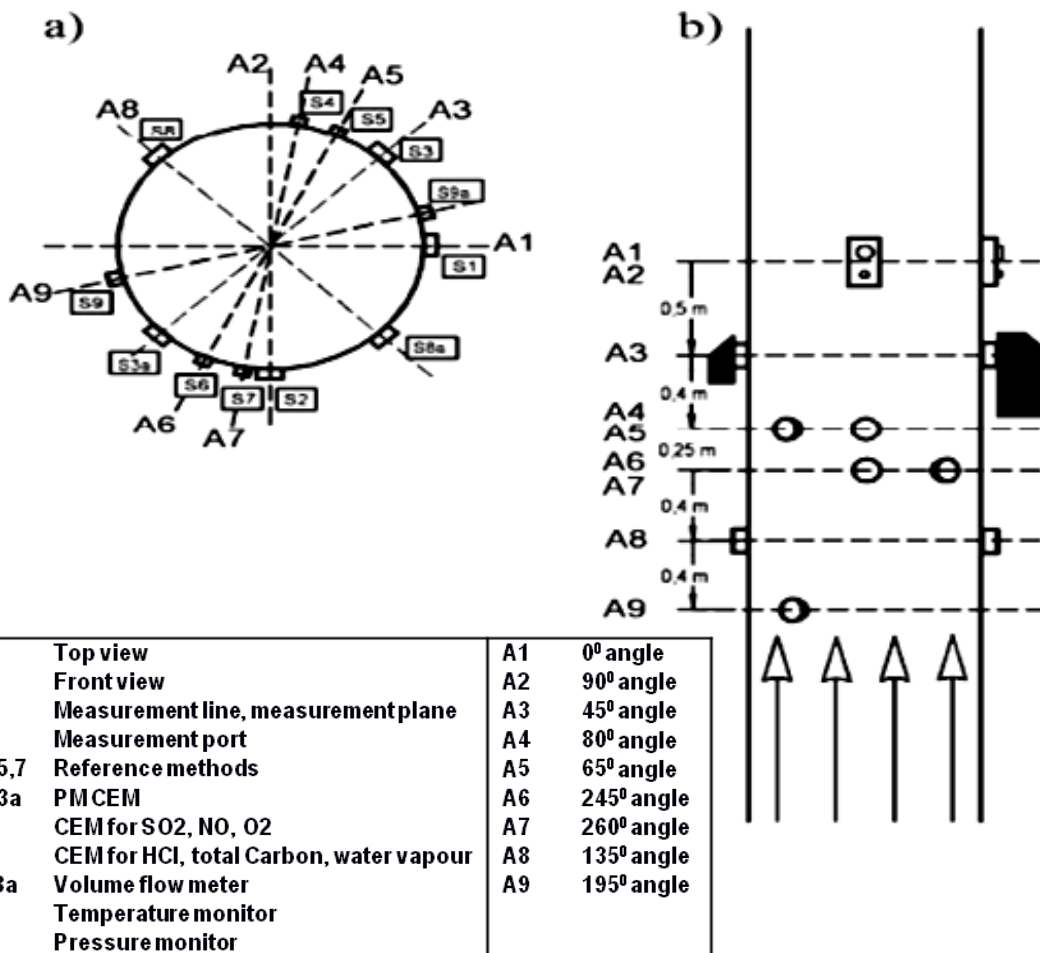 a)
A2
A4
A5
A8
A3
S4
S5
S8
S3
S9a
A1
S1
A9
S9
S3a
S8a
S6
S7
S2
A6
A7
b)
A1
A2
0,5 m
A3
0,4 m
A4
A5
0,25 m
A6
A7
0,4 m
A8
0,4 m
A9
Top view A1 0⁰ angle
Front view A2 90⁰ angle
Measurement line, measurement plane A3 45⁰ angle
Measurement port A4 80⁰ angle
5,7 Reference methods A5 65⁰ angle
3a PM CEM A6 245⁰ angle
CEM for SO2, NO, O2 A7 260⁰ angle
CEM for HCl, total Carbon, water vapour A8 135⁰ angle
a Volume flow meter A9 195⁰ angle
Temperature monitor
Pressure monitor